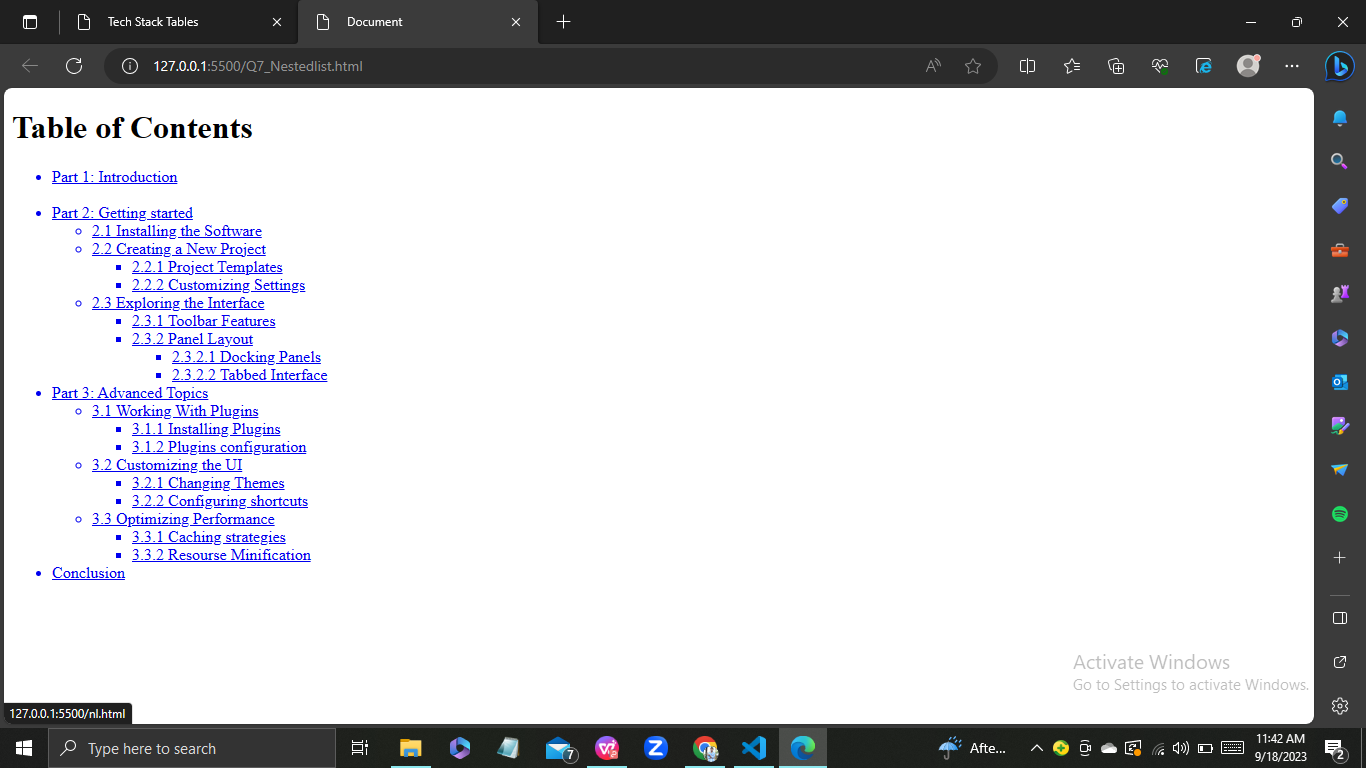 Tech Stack Tables
Document
127.0.0.1:5500/Q7_Nestedlist.html
Table of Contents
Part 1: Introduction
Part 2: Getting started
2.1 Installing the Software
2.2 Creating a New Project
2.2.1 Project Templates
2.2.2 Customizing Settings
2.3 Exploring the Interface
2.3.1 Toolbar Features
2.3.2 Panel Layout
2.3.2.1 Docking Panels
2.3.2.2 Tabbed Interface
Part 3: Advanced Topics
3.1 Working With Plugins
3.1.1 Installing Plugins
3.1.2 Plugins configuration
3.2 Customizing the UI
3.2.1 Changing Themes
3.2.2 Configuring shortcuts
3.3 Optimizing Performance
3.3.1 Caching strategies
3.3.2 Resourse Minification
Conclusion
Activate Windows
Go to Settings to activate Windows.
127.0.0.1:5500/nl.html
Type here to search
7
Afte...
11:42 AM
9/18/2023
2